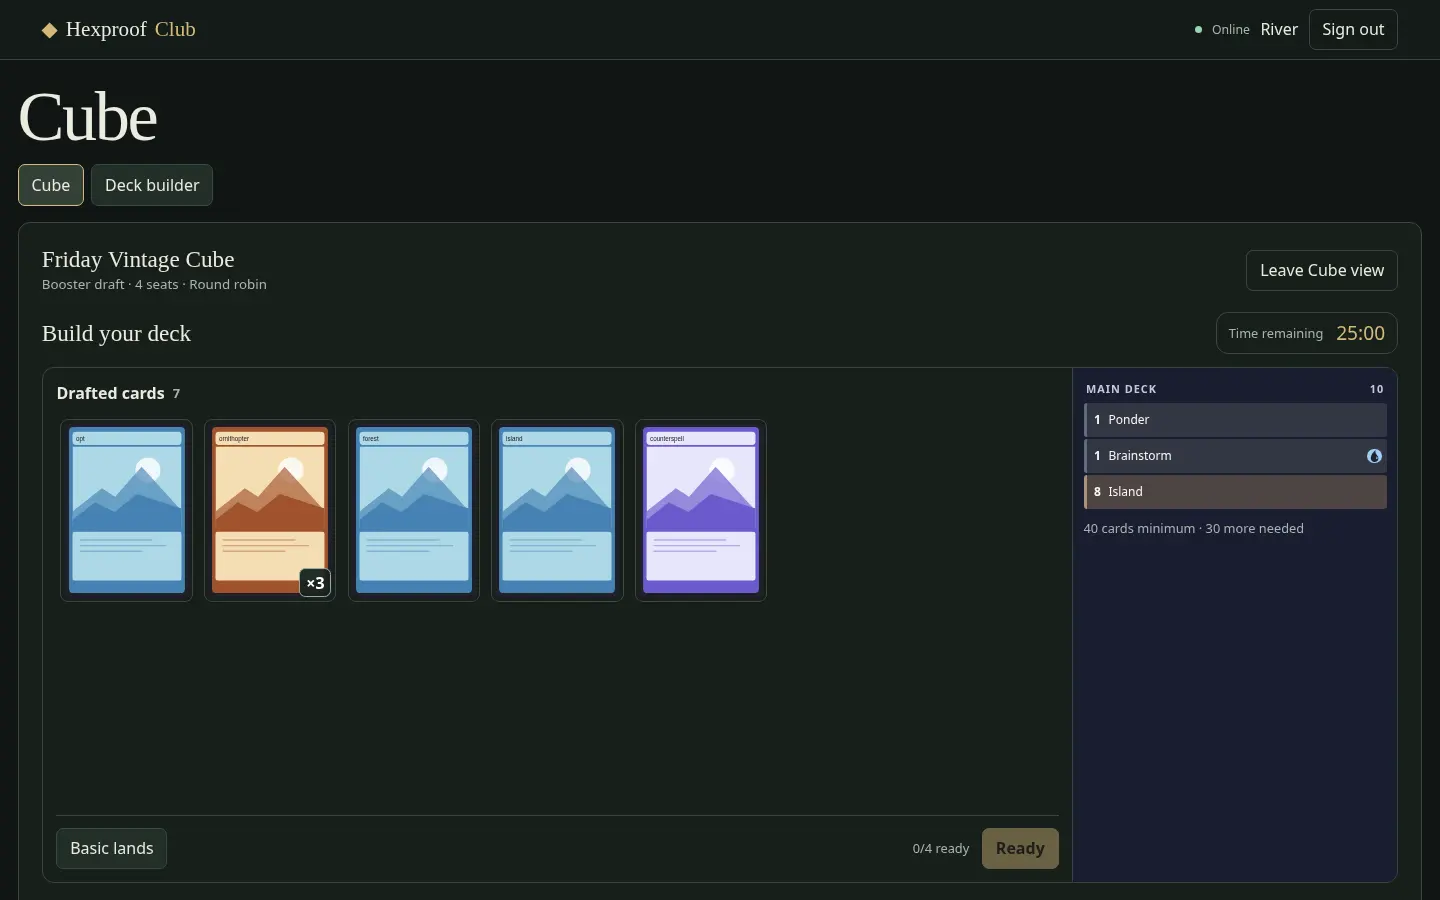 Hexproof Club
Online River Sign out
Cube
Cube Deck builder
Friday Vintage Cube
Booster draft · 4 seats · Round robin
Leave Cube view
Build your deck
Time remaining 25:00
Drafted cards 7
opt
ornithopter
forest
island
counterspell
×3
Basic lands
0/4 ready
Ready
MAIN DECK 10
1 Ponder
1 Brainstorm
8 Island
40 cards minimum · 30 more needed